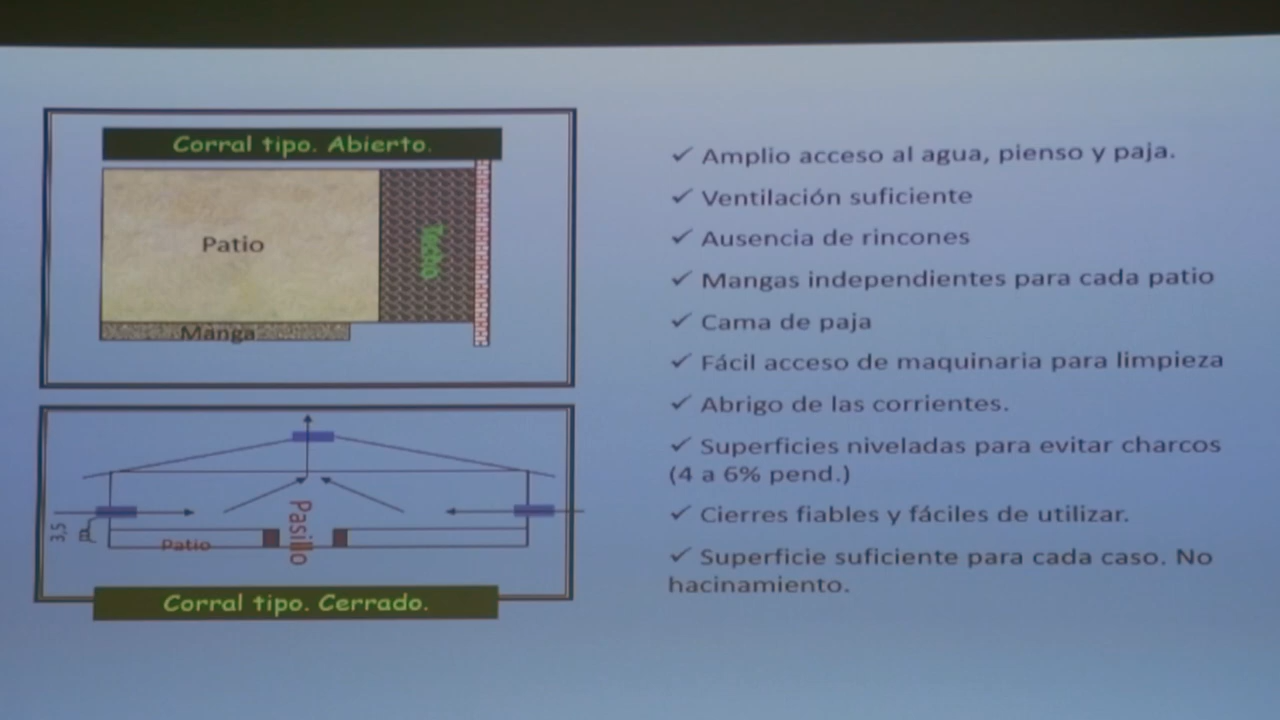 Corral tipo. Abierto.
Patio
Techo
Manga
3,5
Pasillo
Patio
Corral tipo. Cerrado.
✓ Amplio acceso al agua, pienso y paja.
✓ Ventilación suficiente
✓ Ausencia de rincones
✓ Mangas independientes para cada patio
✓ Cama de paja
✓ Fácil acceso de maquinaria para limpieza
✓ Abrigo de las corrientes.
✓ Superficies niveladas para evitar charcos
(4 a 6% pend.)
✓ Cierres fiables y fáciles de utilizar.
✓ Superficie suficiente para cada caso. No
hacinamiento.